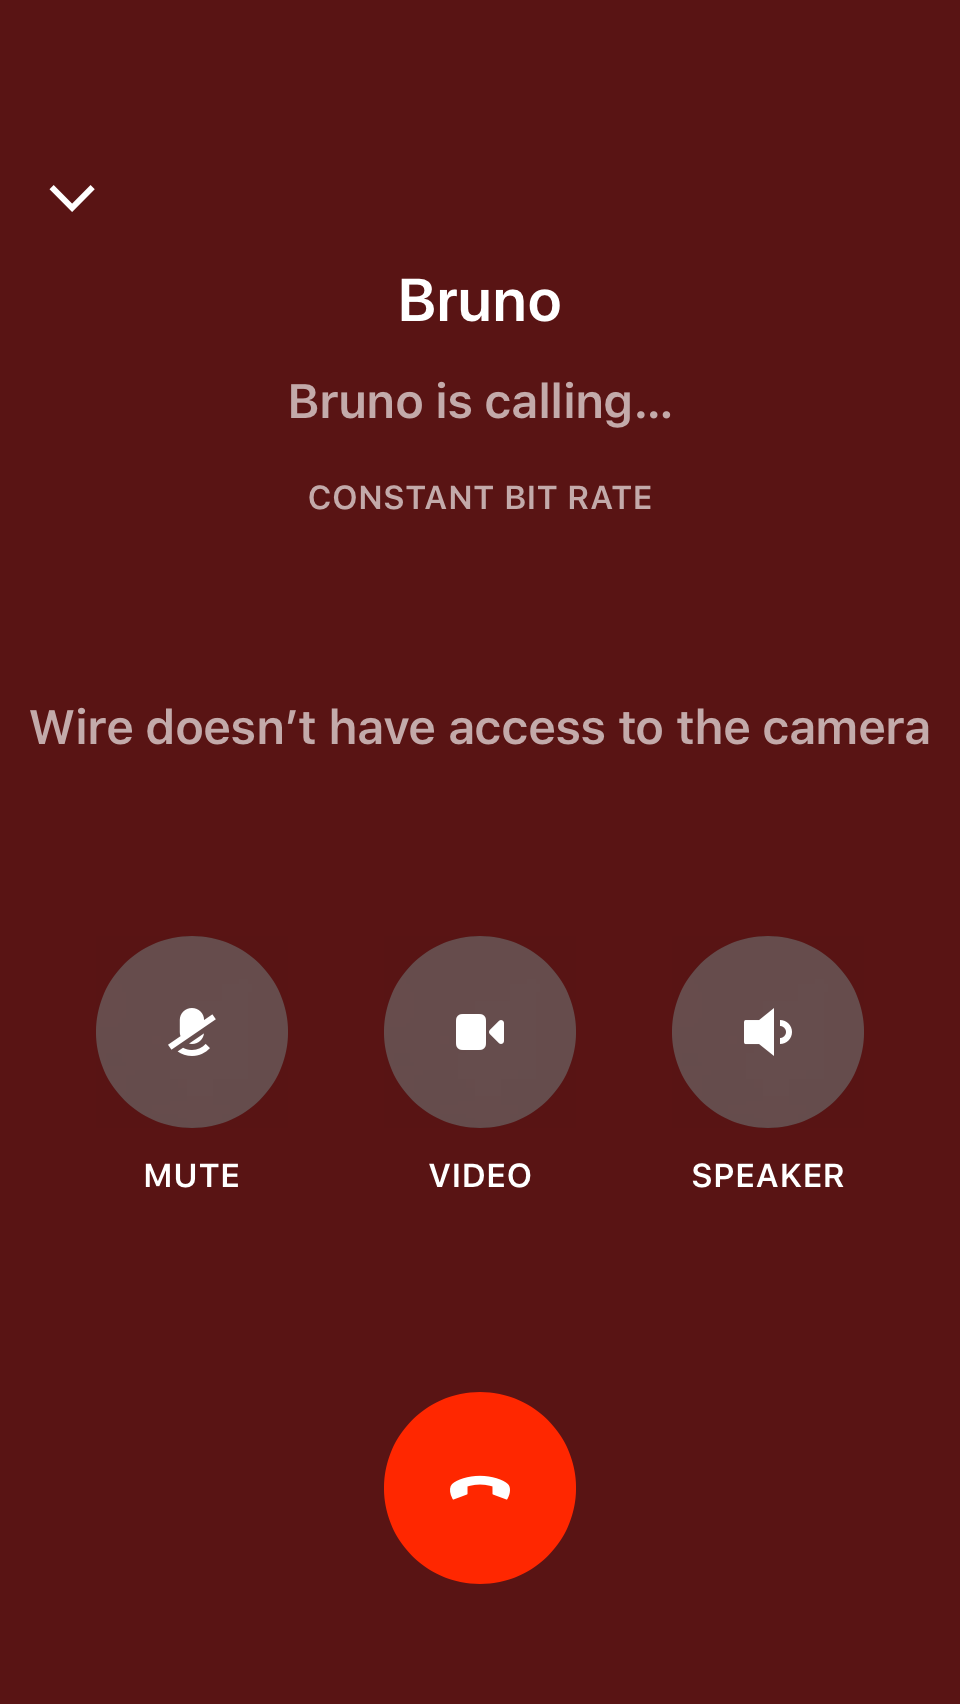 Bruno
Bruno is calling...
CONSTANT BIT RATE
Wire doesn’t have access to the camera
MUTE
VIDEO
SPEAKER